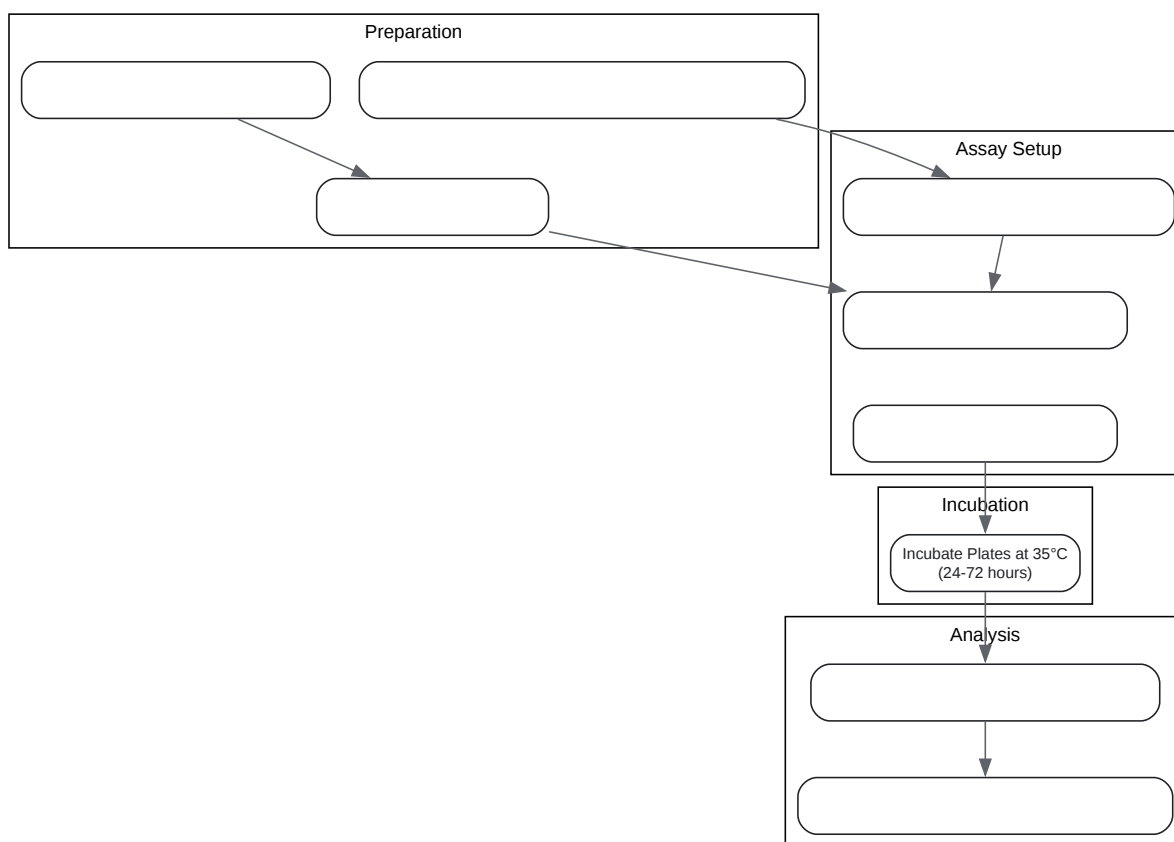 Preparation
Assay Setup
Incubation
Incubate Plates at 35°C
(24-72 hours)
Analysis